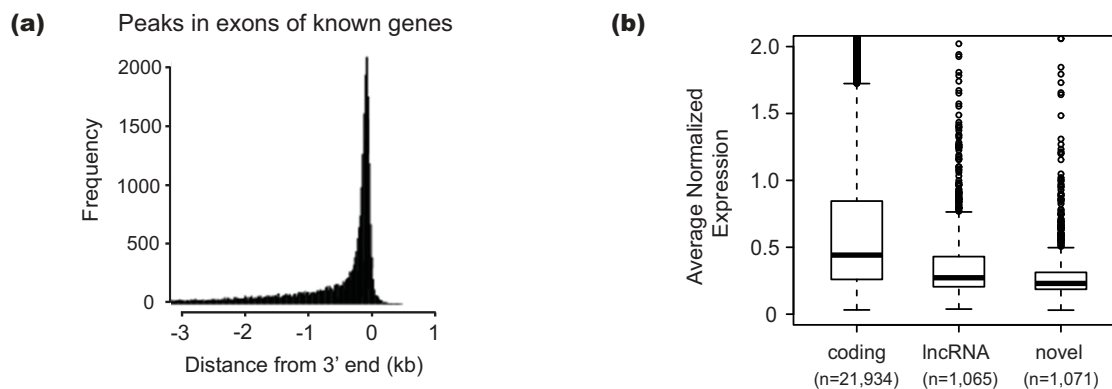 (a)
Peaks in exons of known genes
Frequency
2000
1500
1000
500
0
-3
-2
-1
0
1
Distance from 3' end (kb)
(b)
Average Normalized
Expression
2.0
1.5
1.0
0.5
0
coding
lncRNA
novel
(n=21,934)
(n=1,065)
(n=1,071)